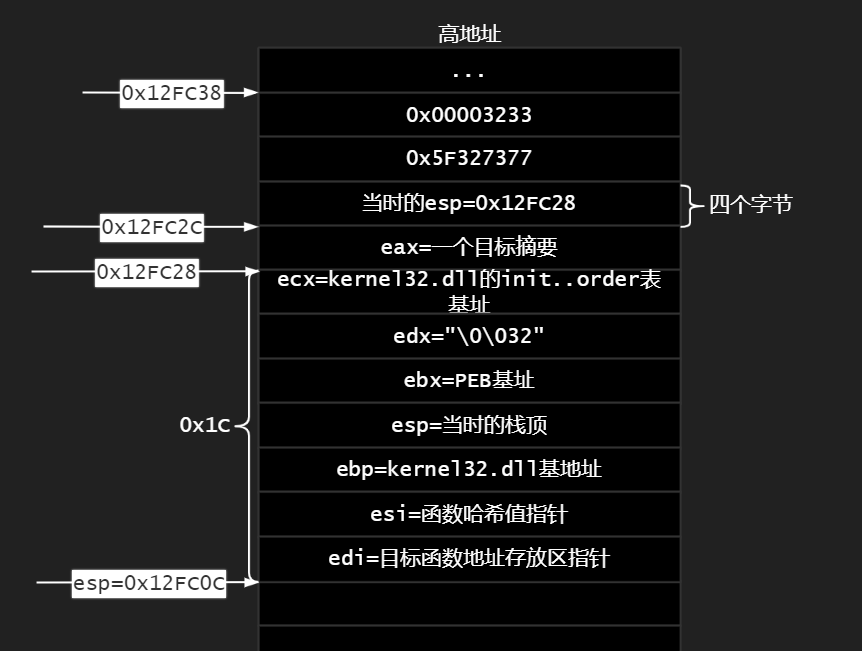 高地址
...
0x12FC38
0x00003233
0x5F327377
当时的esp=0x12FC28
四个字节
0x12FC2C
eax=一个目标摘要
0x12FC28
ecx=kernel32.dll的init..order表
基址
edx="\0\032"
ebx=PEB基址
0x1C
esp=当时的栈顶
ebp=kernel32.dll基地址
esi=函数哈希值指针
edi=目标函数地址存放区指针
esp=0x12FC0C